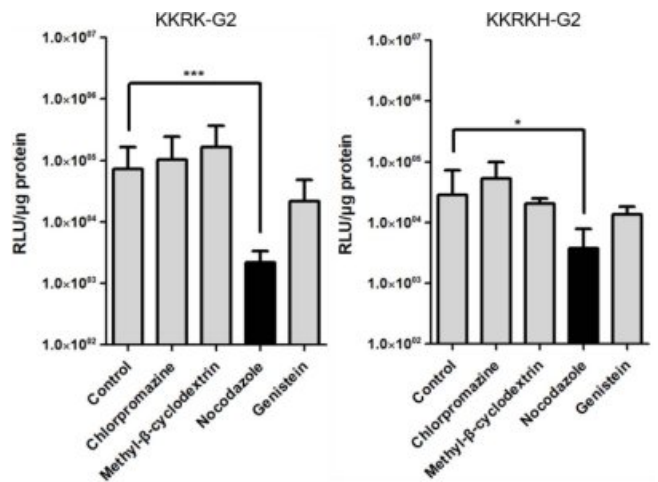 KKRK-G2
RLU/µg protein
1.0×10⁰⁷
1.0×10⁰⁶
1.0×10⁰⁵
1.0×10⁰⁴
1.0×10⁰³
1.0×10⁰²
***
Control
Chlorpromazine
Methyl-β-cyclodextrin
Nocodazole
Genistein
KKRKH-G2
RLU/µg protein
1.0×10⁰⁷
1.0×10⁰⁶
1.0×10⁰⁵
1.0×10⁰⁴
1.0×10⁰³
1.0×10⁰²
*
Control
Chlorpromazine
Methyl-β-cyclodextrin
Nocodazole
Genistein